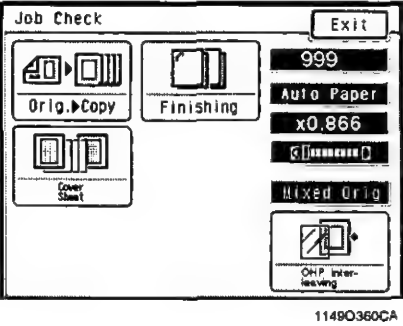 Job Check
Exit
999
Auto Paper
Orig.▶Copy
Finishing
x0.866
Cover
Sheet
Mixed Orig
OHP Inter-
leaving
1149O360CA